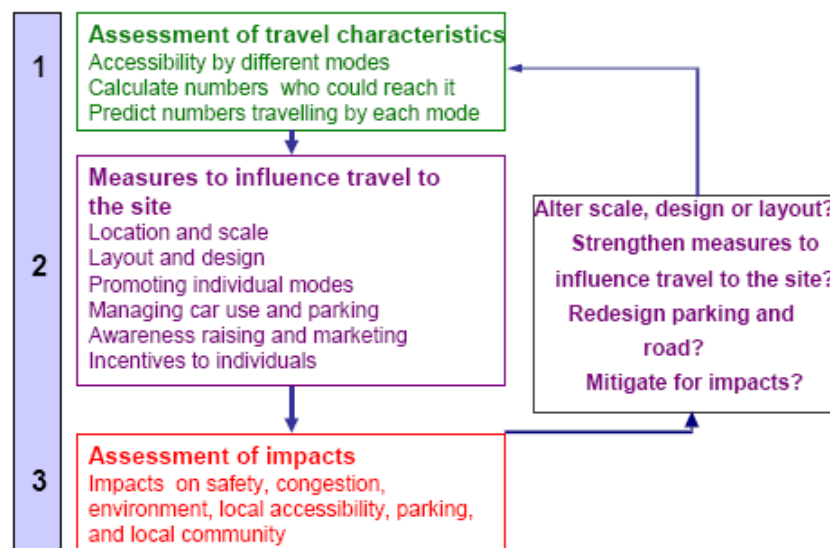 1
Assessment of travel characteristics
Accessibility by different modes
Calculate numbers who could reach it
Predict numbers travelling by each mode
2
Measures to influence travel to
the site
Location and scale
Layout and design
Promoting individual modes
Managing car use and parking
Awareness raising and marketing
Incentives to individuals
Alter scale, design or layout?
Strengthen measures to
influence travel to the site?
Redesign parking and
road?
Mitigate for impacts?
3
Assessment of impacts
Impacts on safety, congestion,
environment, local accessibility, parking,
and local community